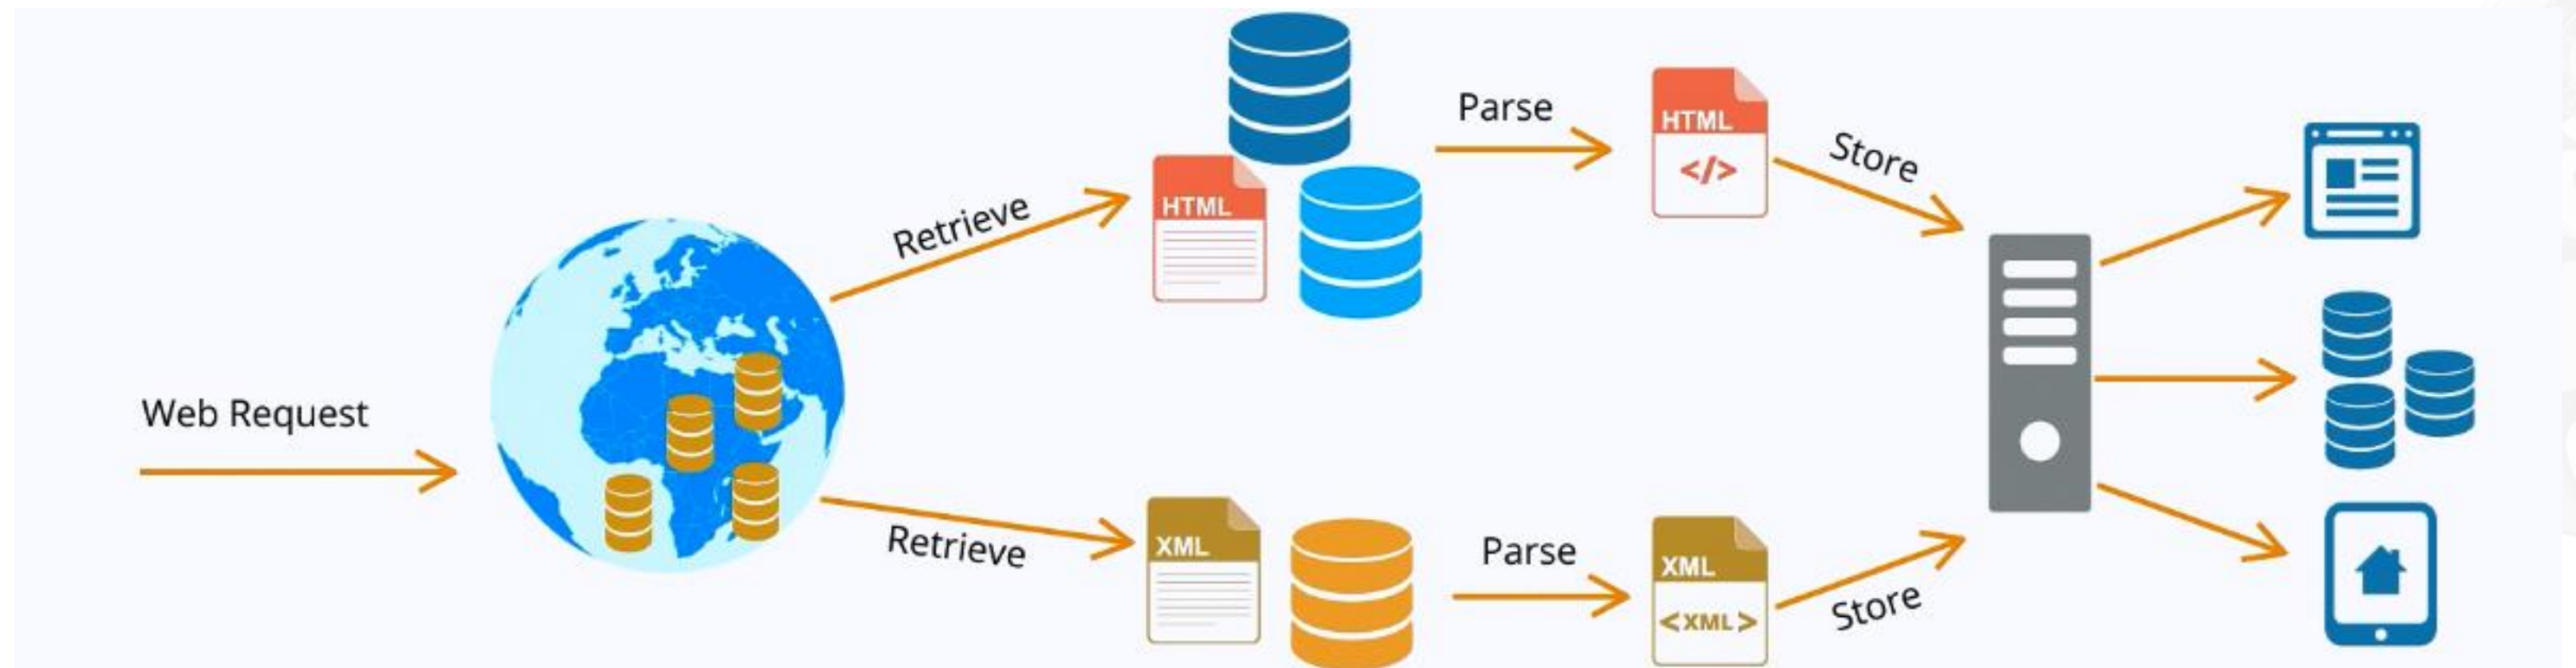 Web Request
Retrieve
HTML
Parse
HTML
</>
Store
Retrieve
XML
Parse
XML
<XML>
Store